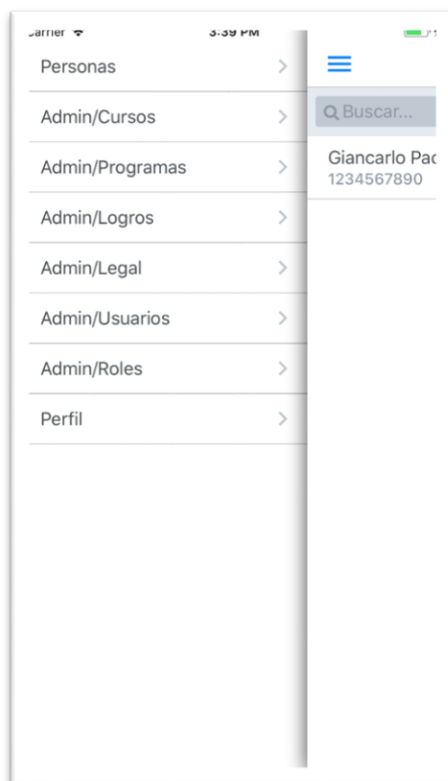 3:39 PM
Personas
Admin/Cursos
Admin/Programas
Admin/Logros
Admin/Legal
Admin/Usuarios
Admin/Roles
Perfil
Buscar...
Giancarlo
1234567890